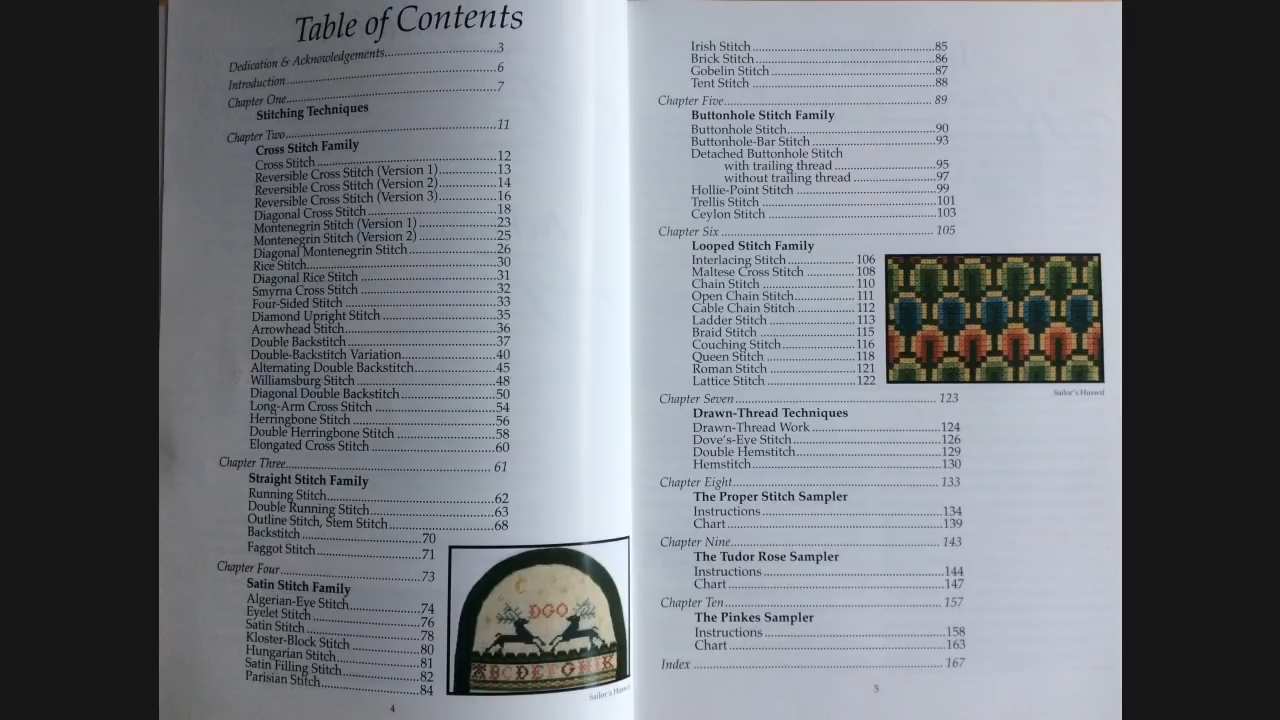 Table of Contents
Dedication & Acknowledgements..........3
Introduction..........6
Chapter One..........7
Stitching Techniques
Chapter Two..........11
Cross Stitch Family
Cross Stitch..........12
Reversible Cross Stitch (Version 1)..........13
Reversible Cross Stitch (Version 2)..........14
Reversible Cross Stitch (Version 3)..........16
Diagonal Cross Stitch..........18
Montenegrin Stitch (Version 1)..........23
Montenegrin Stitch (Version 2)..........25
Diagonal Montenegrin Stitch..........26
Rice Stitch..........30
Diagonal Rice Stitch..........31
Smyrna Cross Stitch..........32
Four-Sided Stitch..........33
Diamond Upright Stitch..........35
Arrowhead Stitch..........36
Double Backstitch..........37
Double-Backstitch Variation..........40
Alternating Double Backstitch..........45
Williamsburg Stitch..........48
Diagonal Double Backstitch..........50
Long-Arm Cross Stitch..........54
Herringbone Stitch..........56
Double Herringbone Stitch..........58
Elongated Cross Stitch..........60
Chapter Three..........61
Straight Stitch Family
Running Stitch..........62
Double Running Stitch..........63
Outline Stitch, Stem Stitch..........68
Backstitch..........70
Faggot Stitch..........71
Chapter Four..........73
Satin Stitch Family
Algerian-Eye Stitch..........74
Eyelet Stitch..........76
Satin Stitch..........78
Kloster-Block Stitch..........80
Hungarian Stitch..........81
Satin Filling Stitch..........82
Parisian Stitch..........84
DGO
ABCDEFGHIK
Sailor's Huswif
4
Irish Stitch..........85
Brick Stitch..........86
Gobelin Stitch..........87
Tent Stitch..........88
Chapter Five..........89
Buttonhole Stitch Family
Buttonhole Stitch..........90
Buttonhole-Bar Stitch..........93
Detached Buttonhole Stitch
with trailing thread..........95
without trailing thread..........97
Hollie-Point Stitch..........99
Trellis Stitch..........101
Ceylon Stitch..........103
Chapter Six..........105
Looped Stitch Family
Interlacing Stitch..........106
Maltese Cross Stitch..........108
Chain Stitch..........110
Open Chain Stitch..........111
Cable Chain Stitch..........112
Ladder Stitch..........113
Braid Stitch..........115
Couching Stitch..........116
Queen Stitch..........118
Roman Stitch..........121
Lattice Stitch..........122
Sailor's Huswif
Chapter Seven..........123
Drawn-Thread Techniques
Drawn-Thread Work..........124
Dove's-Eye Stitch..........126
Double Hemstitch..........129
Hemstitch..........130
Chapter Eight..........133
The Proper Stitch Sampler
Instructions..........134
Chart..........139
Chapter Nine..........143
The Tudor Rose Sampler
Instructions..........144
Chart..........147
Chapter Ten..........157
The Pinkes Sampler
Instructions..........158
Chart..........163
Index..........167
5